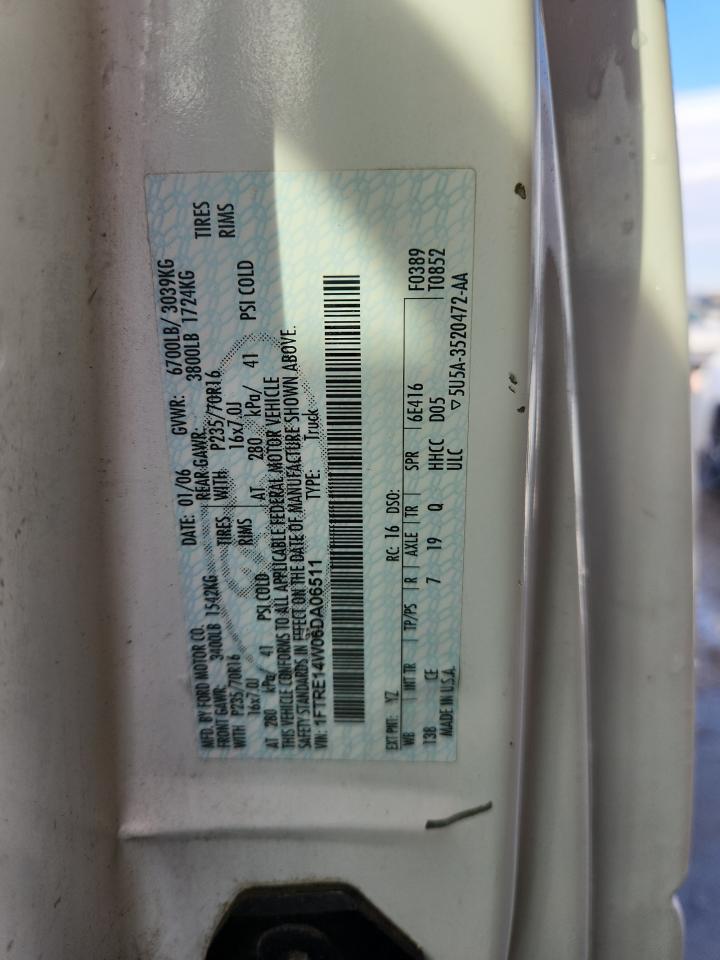 MFD. BY FORD MOTOR CO. DATE: 01/06 GVWR: 6700LB/ 3039KG
FRONT GAWR: 3400LB 1542KG REAR GAWR: 3800LB 1724KG
WITH P235/70R16 TIRES WITH P235/70R16 TIRES
16x7.0J RIMS 16x7.0J RIMS
AT 280 kPa/ 41 PSI COLD AT 280 kPa/ 41 PSI COLD
THIS VEHICLE CONFORMS TO ALL APPLICABLE FEDERAL MOTOR VEHICLE
SAFETY STANDARDS IN EFFECT ON THE DATE OF MANUFACTURE SHOWN ABOVE.
VIN: 1FTRE14W06DA06511 TYPE: Truck
EXT PNT: YZ RC: 16 DSO: F0389
WB INT TR TP/PS R AXLE TR SPR 6E416 T0852
138 CE 7 19 Q HHCC D05
MADE IN U.S.A. ULC ▽5U5A-3520472-AA